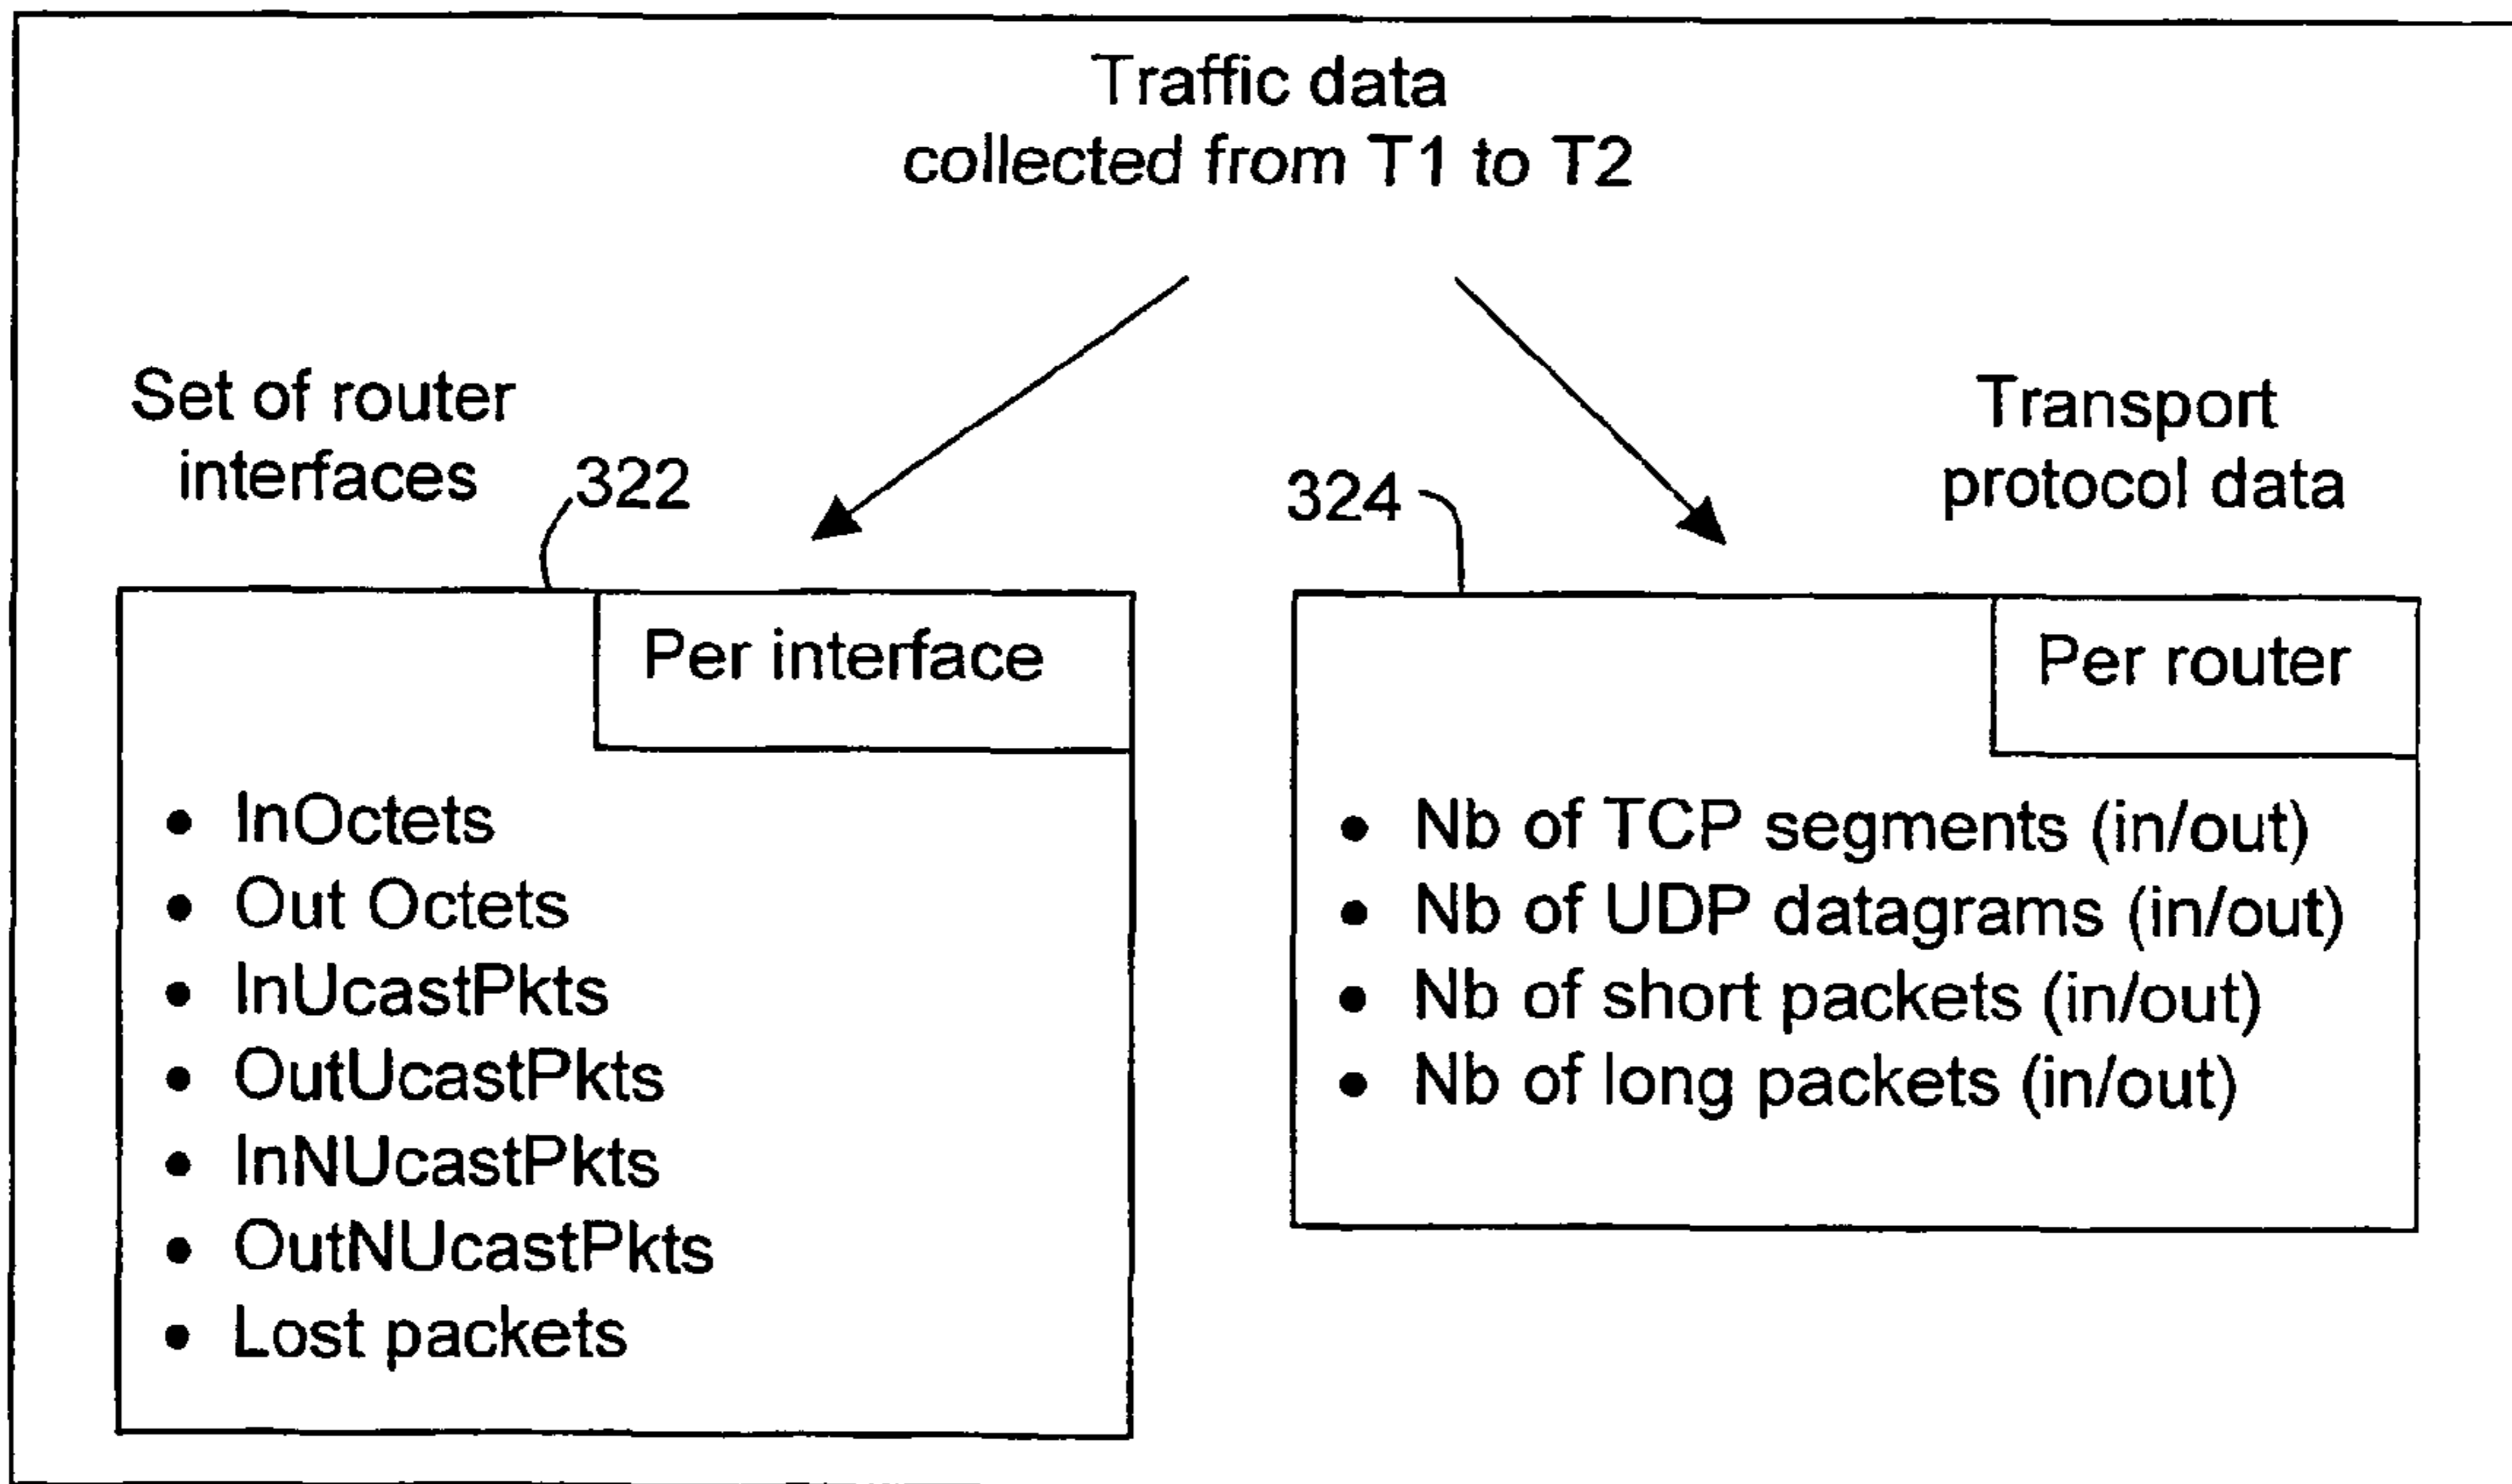 Traffic data
collected from T1 to T2
Set of router
interfaces
322
Per interface
• InOctets
• Out Octets
• InUcastPkts
• OutUcastPkts
• InNUcastPkts
• OutNUcastPkts
• Lost packets
Transport
protocol data
324
Per router
• Nb of TCP segments (in/out)
• Nb of UDP datagrams (in/out)
• Nb of short packets (in/out)
• Nb of long packets (in/out)